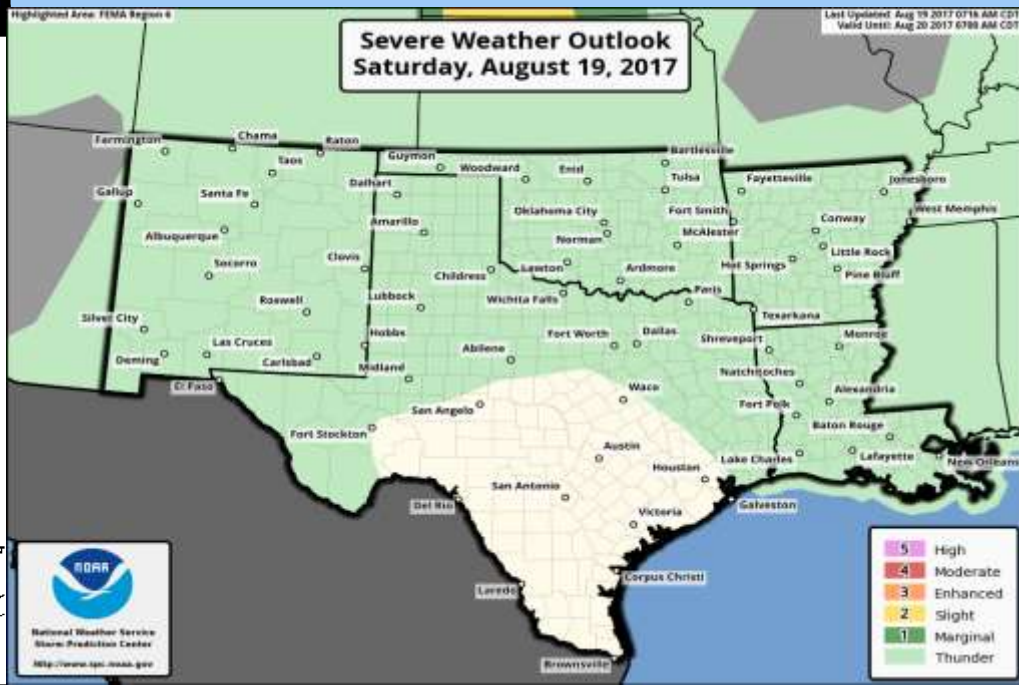 Highlighted Area: FEMA Region 6
Last Updated: Aug 19 2017 0716 AM CDT
Valid Until: Aug 20 2017 0700 AM CDT
Severe Weather Outlook
Saturday, August 19, 2017
Farmington
Chama
Raton
Taos
Guymon
Woodward
Enid
Bartlesville
Tulsa
Fayetteville
Jonesboro
Gallup
Santa Fe
Dalhart
Amarillo
Oklahoma City
Fort Smith
Conway
West Memphis
Albuquerque
Norman
McAlester
Little Rock
Socorro
Clovis
Childress
Lawton
Ardmore
Hot Springs
Pine Bluff
Roswell
Lubbock
Wichita Falls
Paris
Texarkana
Silver City
Las Cruces
Hobbs
Fort Worth
Dallas
Shreveport
Monroe
Deming
Carlsbad
Midland
Abilene
Natchitoches
El Paso
San Angelo
Waco
Alexandria
Fort Polk
Fort Stockton
Baton Rouge
Austin
Houston
Lake Charles
Lafayette
New Orleans
Del Rio
San Antonio
Galveston
Victoria
Laredo
Corpus Christi
Brownsville
NOAA
National Weather Service
Storm Prediction Center
http://www.spc.noaa.gov
5 High
4 Moderate
3 Enhanced
2 Slight
1 Marginal
Thunder